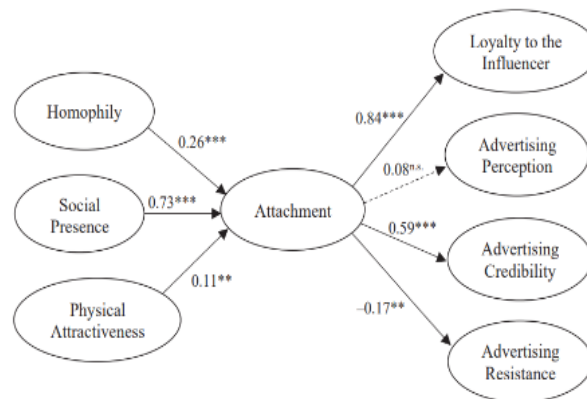 Loyalty to the
Influencer
Homophily
0.84***
0.26***
Advertising
Perception
0.08n.s.
Social
Presence
0.73***
Attachment
0.59***
Advertising
Credibility
0.11**
Physical
Attractiveness
–0.17**
Advertising
Resistance